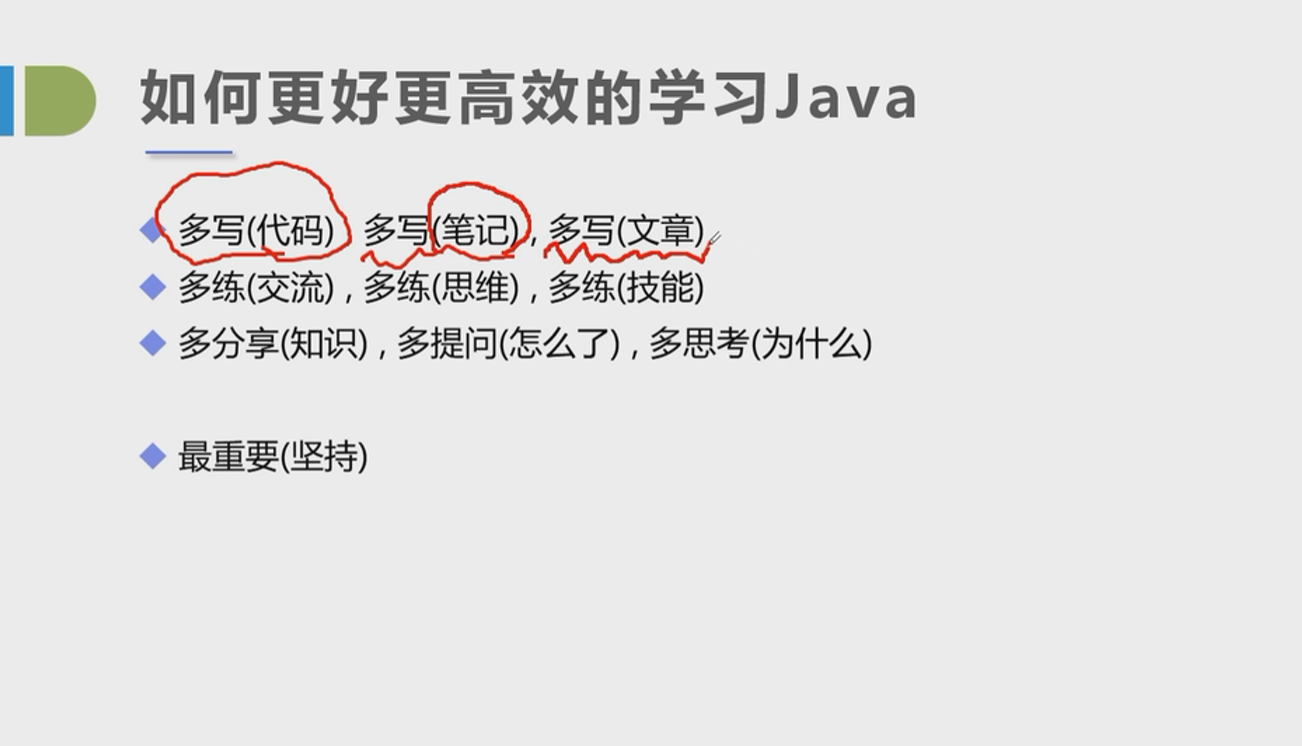 如何更好更高效的学习Java
多写(代码) 多写(笔记) , 多写(文章)
多练(交流) , 多练(思维) , 多练(技能)
多分享(知识) , 多提问(怎么了) , 多思考(为什么)
最重要(坚持)